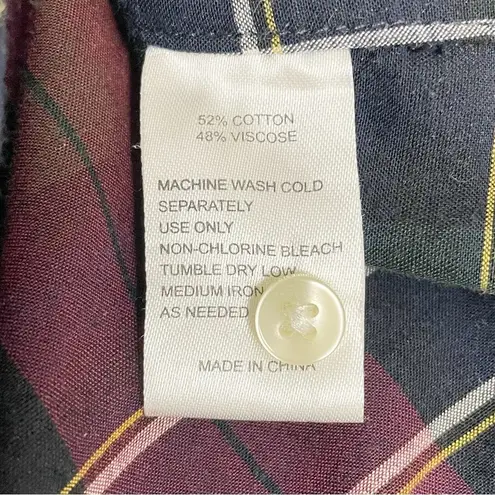 52% COTTON
48% VISCOSE
MACHINE WASH COLD
SEPARATELY
USE ONLY
NON-CHLORINE BLEACH
TUMBLE DRY LOW
MEDIUM IRON
AS NEEDED
MADE IN CHINA